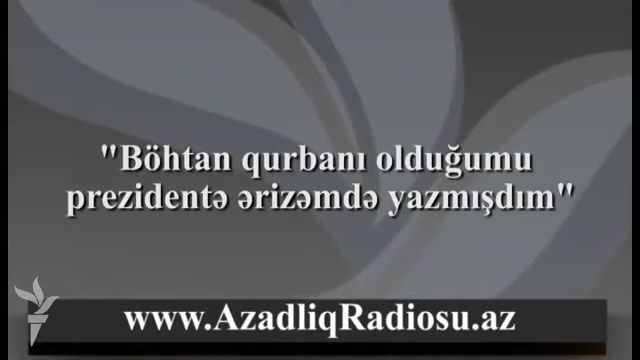 "Böhtan qurbanı olduğumu
prezidentə ərizəmdə yazmışdım"
www.AzadliqRadiosu.az